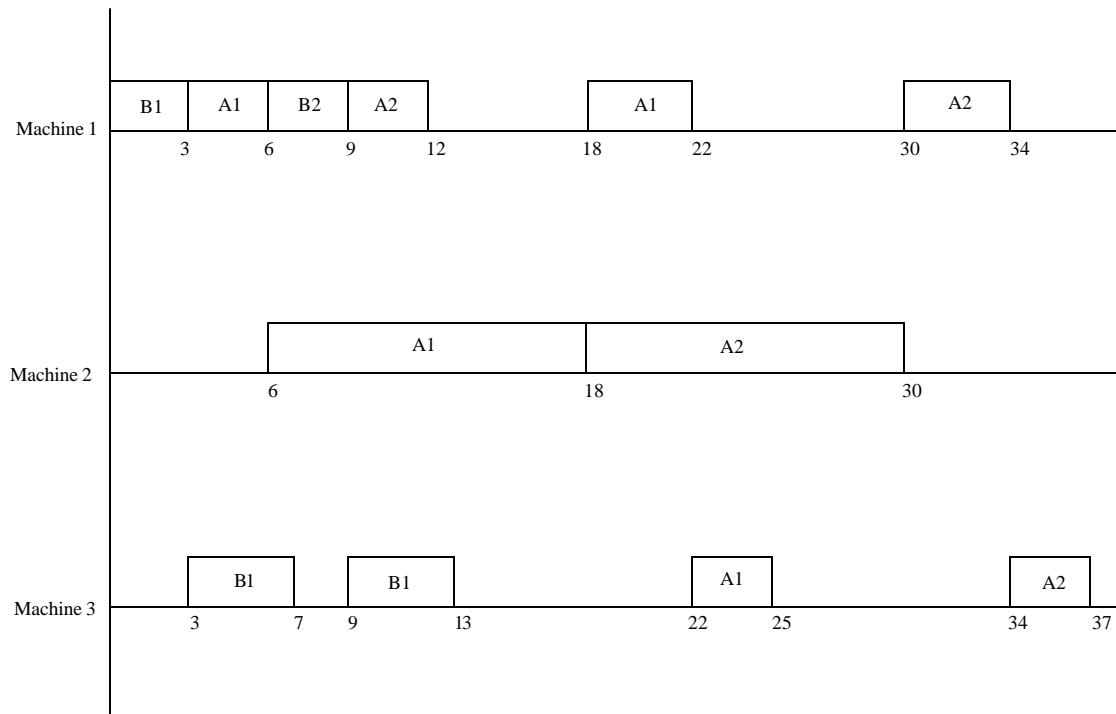 B1 A1 B2 A2 A1 A2
Machine 1
3 6 9 12 18 22 30 34
A1 A2
Machine 2
6 18 30
B1 B1 A1 A2
Machine 3
3 7 9 13 22 25 34 37